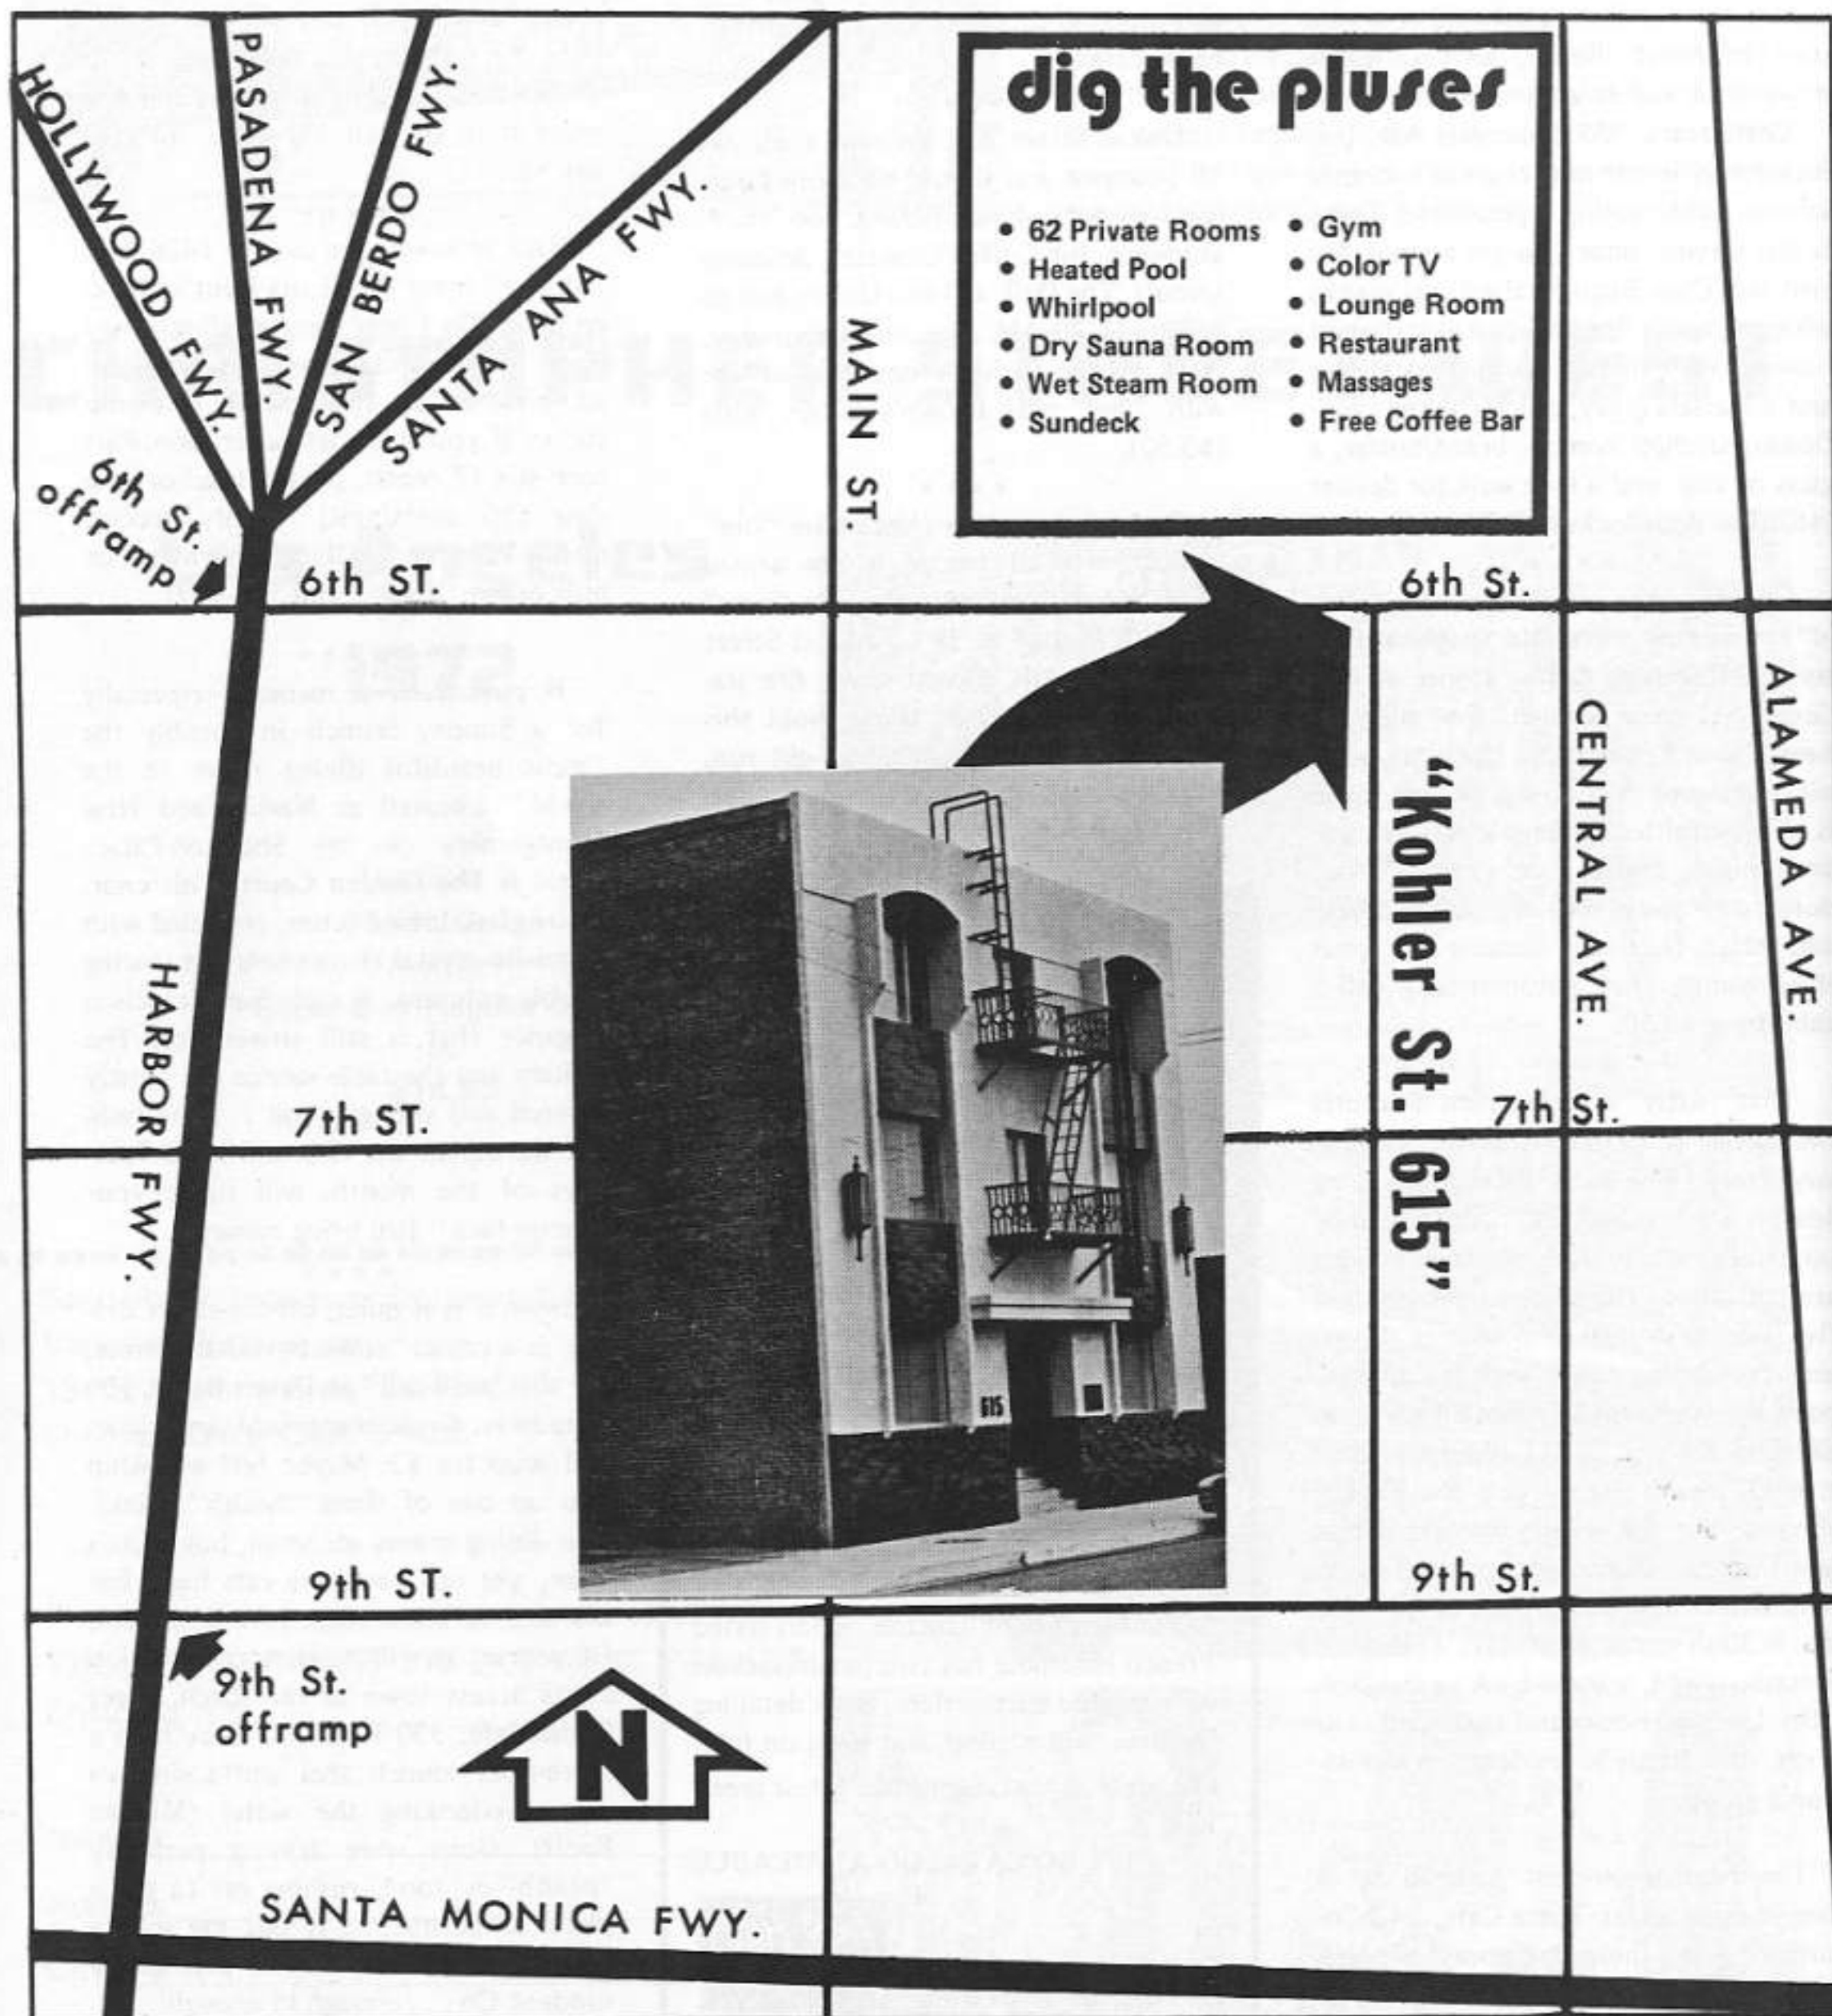 HOLLYWOOD FWY.
PASADENA FWY.
SAN BERDO FWY.
SANTA ANA FWY.
6th St.
offramp
6th ST.
MAIN ST.
dig the pluses
• 62 Private Rooms
• Heated Pool
• Whirlpool
• Dry Sauna Room
• Wet Steam Room
• Sundeck
• Gym
• Color TV
• Lounge Room
• Restaurant
• Massages
• Free Coffee Bar
6th St.
"Kohler St. 615"
CENTRAL AVE.
ALAMEDA AVE.
HARBOR FWY.
7th ST.
7th St.
615
9th ST.
9th St.
9th St.
offramp
N
SANTA MONICA FWY.